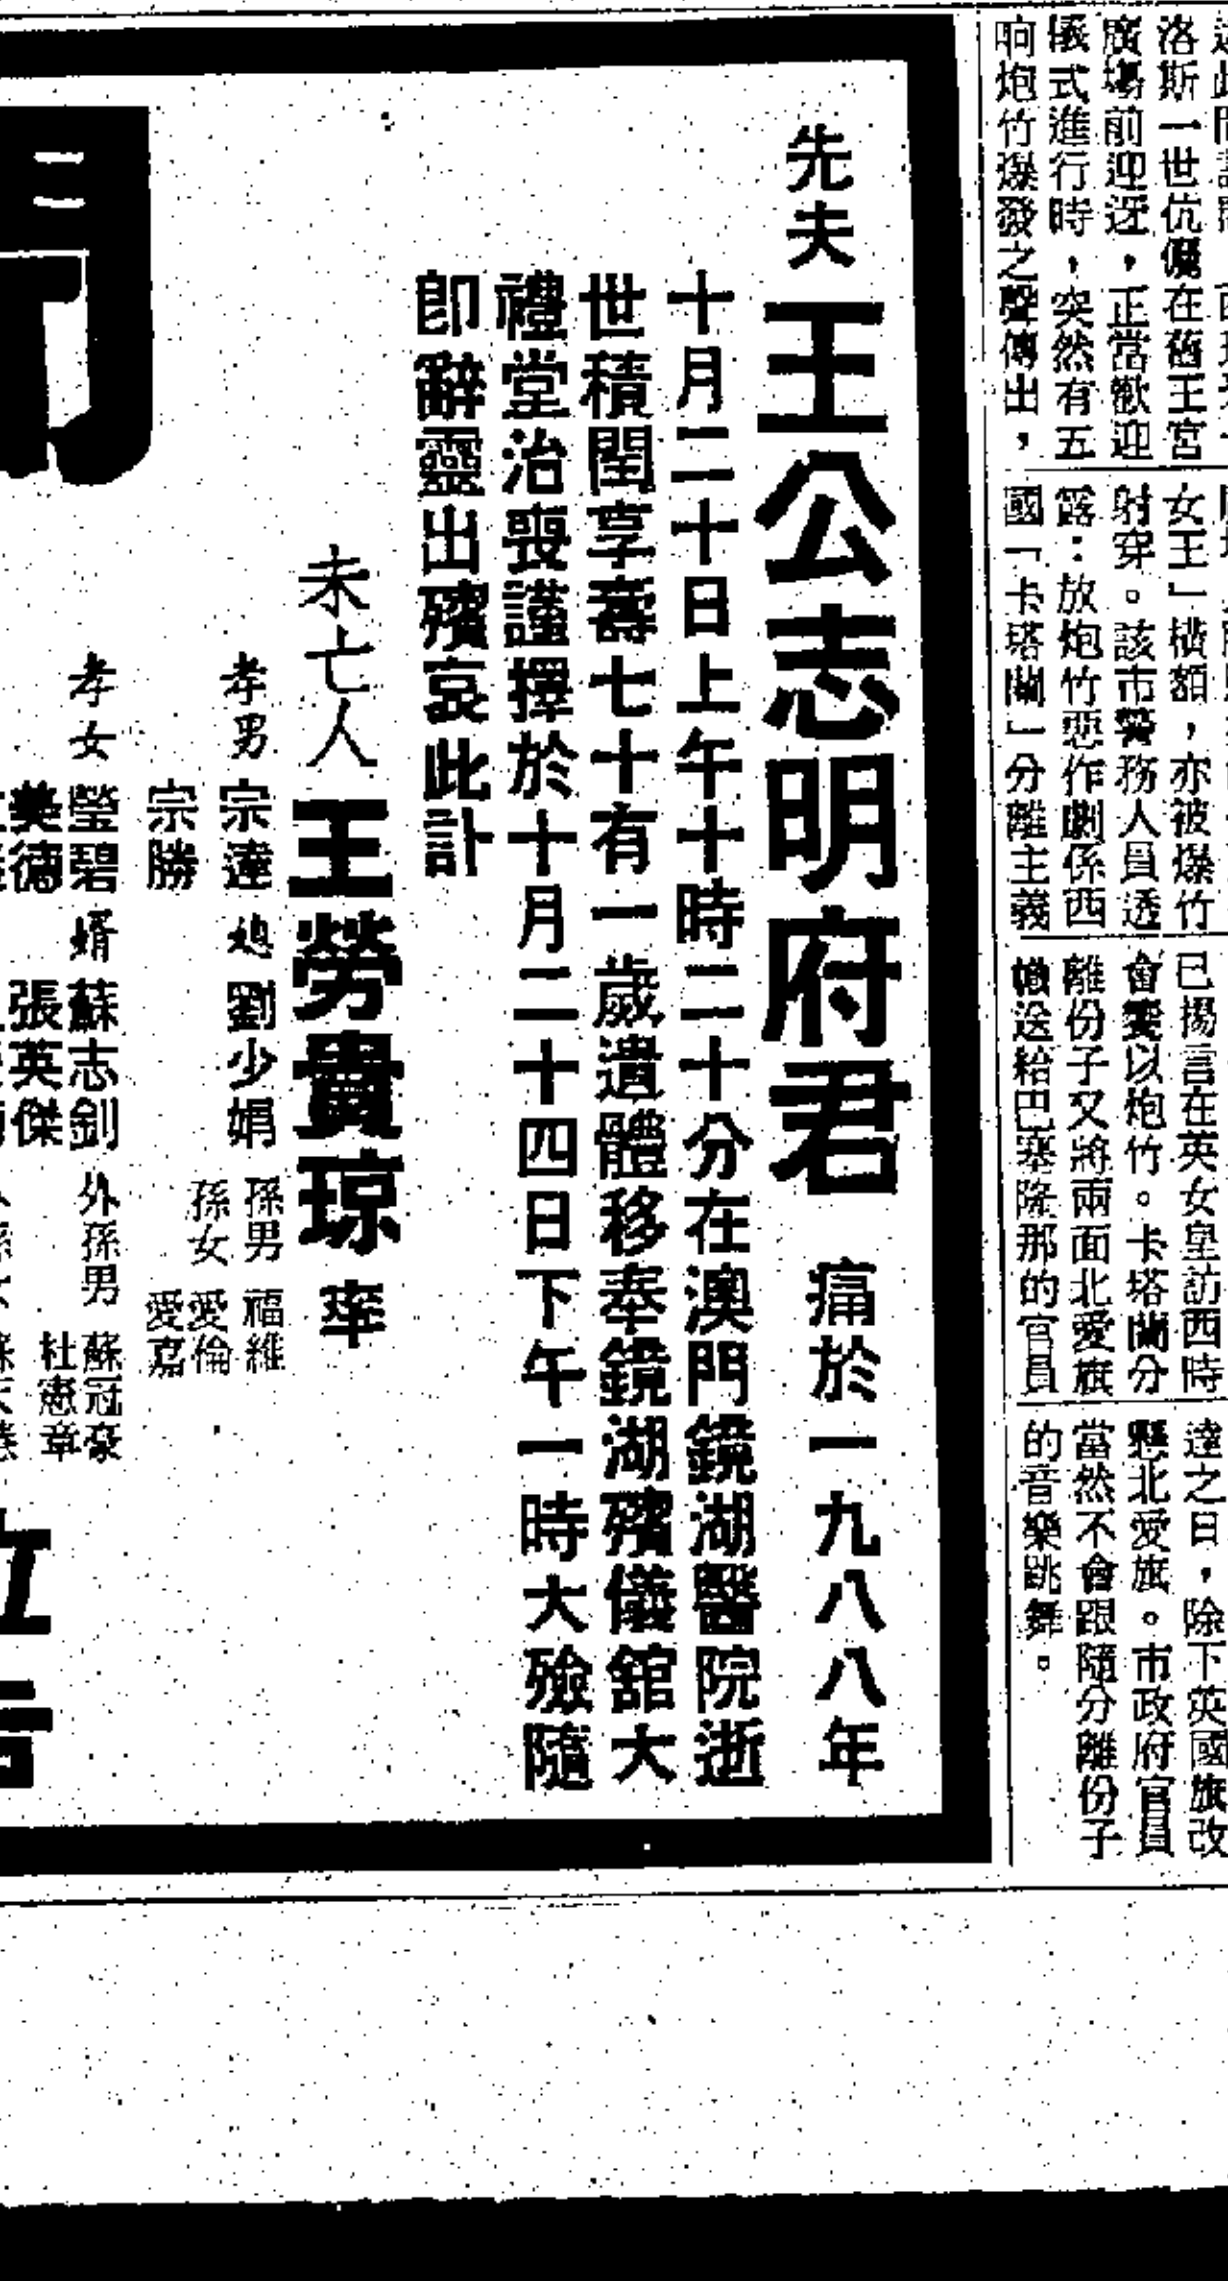 洛斯一世伉儷在舊王宮
廣場前迎迓，正當歡迎
儀式進行時，突然有五
响炮竹爆發之聲傳出，
女王」橫額，亦被爆竹
射穿。該市警務人員透
露：放炮竹惡作劇係西
國「卡塔蘭」分離主義
已揚言在英女皇訪西時
會饗以炮竹。卡塔蘭分
離份子又將兩面北愛旗
幟送給巴塞隆那的官員
達之日，除下英國旗改
懸北愛旗。市政府官員
當然不會跟隨分離份子
的音樂跳舞。
先夫 王公志明府君 痛於一九八八年
十月二十日上午十時二十分在澳門鏡湖醫院逝
世積閏享壽七十有一歲遺體移奉鏡湖殯儀舘大
禮堂治喪謹擇於十月二十四日下午一時大殮隨
即辭靈出殯哀此訃
未亡人 王勞貴琼 率
孝男 宗達 媳 劉少娟 孫男 福維
宗勝 孫女 愛倫
愛嘉
孝女 瑩碧 婿 蘇志釗 外孫男 蘇冠豪
美德 張英傑 杜憲章